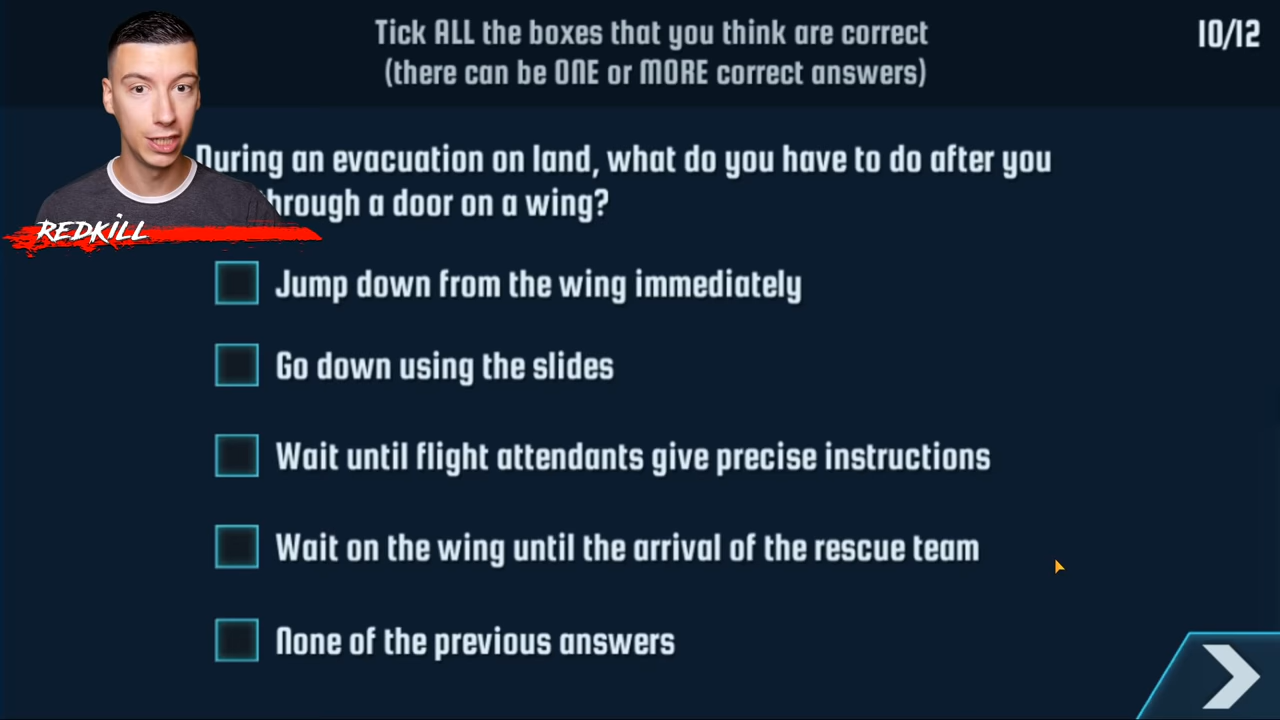 Tick ALL the boxes that you think are correct
(there can be ONE or MORE correct answers)
10/12
During an evacuation on land, what do you have to do after you
through a door on a wing?
REDKILL
Jump down from the wing immediately
Go down using the slides
Wait until flight attendants give precise instructions
Wait on the wing until the arrival of the rescue team
None of the previous answers